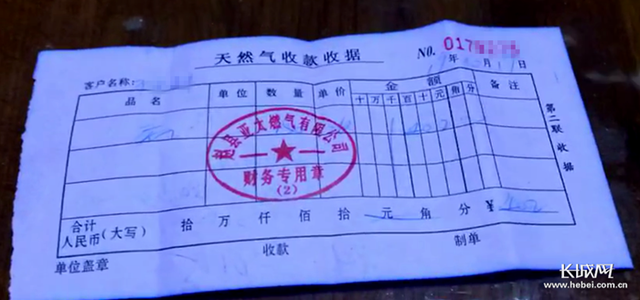 天然气收款收据
NO. 017
客户名称：
年 月 日
品名 单位 数量 单价 金额 备注
十 万 千 百 十 元 角 分
第二联 收据
赵县亚太燃气有限公司
财务专用章
(2)
合计
人民币（大写） 拾 万 仟 佰 拾 元 角 分 ¥
单位盖章 收款 制单
长城网
www.hebei.com.cn